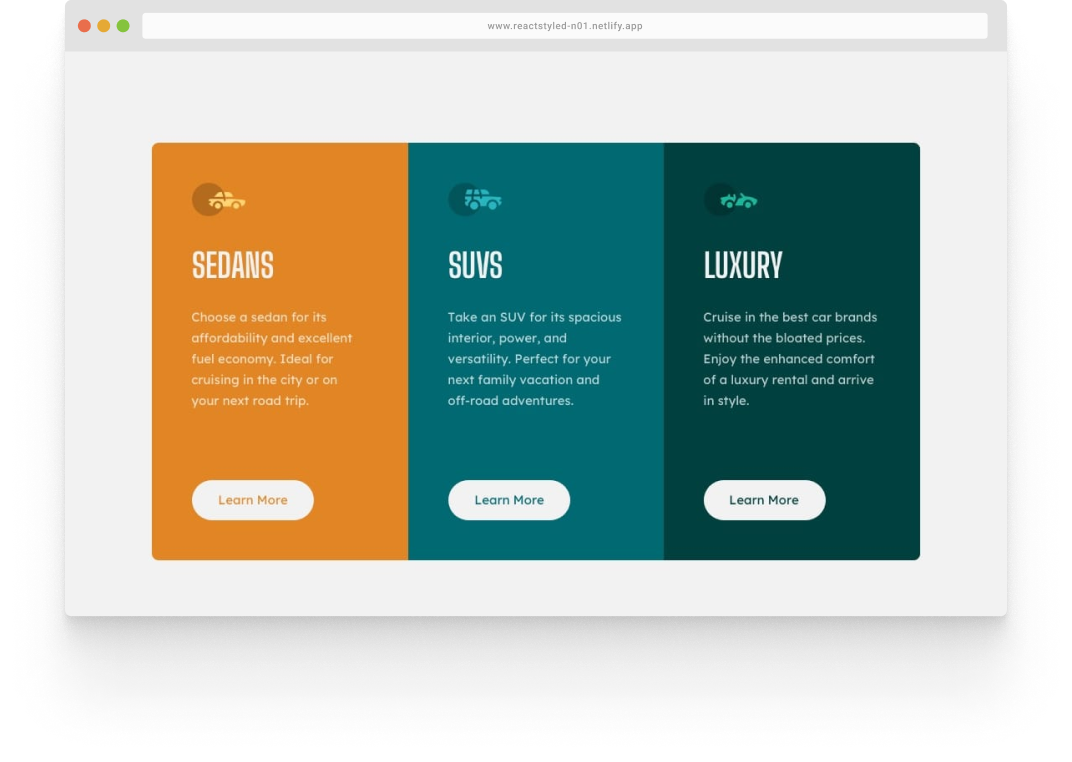 www.reactstyled-n01.netlify.app
SEDANS
Choose a sedan for its
affordability and excellent
fuel economy. Ideal for
cruising in the city or on
your next road trip.
Learn More
SUVS
Take an SUV for its spacious
interior, power, and
versatility. Perfect for your
next family vacation and
off-road adventures.
Learn More
LUXURY
Cruise in the best car brands
without the bloated prices.
Enjoy the enhanced comfort
of a luxury rental and arrive
in style.
Learn More